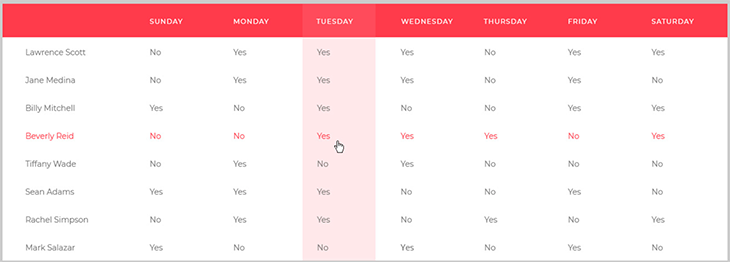 SUNDAY MONDAY TUESDAY WEDNESDAY THURSDAY FRIDAY SATURDAY
Lawrence Scott No Yes Yes Yes No Yes Yes
Jane Medina No Yes Yes Yes No Yes No
Billy Mitchell Yes No Yes No No Yes Yes
Beverly Reid No No Yes Yes Yes No Yes
Tiffany Wade No Yes No Yes No No No
Sean Adams Yes Yes Yes No No Yes No
Rachel Simpson No Yes Yes No Yes No Yes
Mark Salazar Yes No No Yes No Yes No